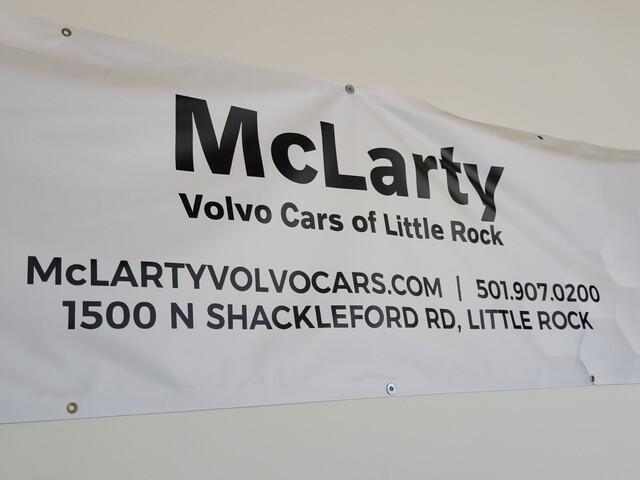 McLarty
Volvo Cars of Little Rock
McLARTYVOLVOCARS.COM | 501.907.0200
1500 N SHACKLEFORD RD, LITTLE ROCK